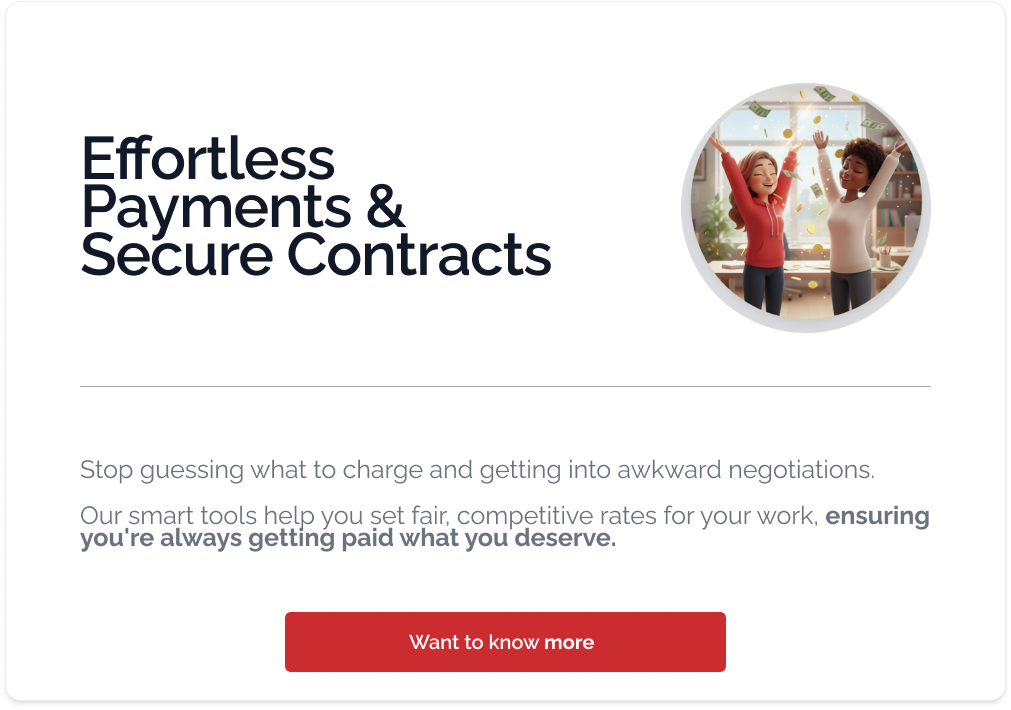 Effortless
Payments &
Secure Contracts
Stop guessing what to charge and getting into awkward negotiations.
Our smart tools help you set fair, competitive rates for your work, ensuring
you're always getting paid what you deserve.
Want to know more